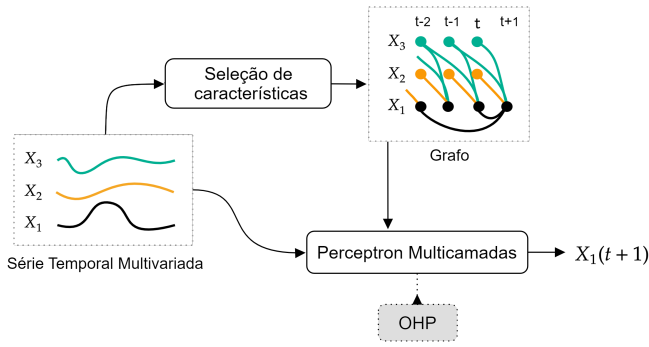 Seleção de
características
t-2 t-1 t t+1
X₃
X₂
X₁
Grafo
X₃
X₂
X₁
Série Temporal Multivariada
Perceptron Multicamadas
X₁(t+1)
OHP